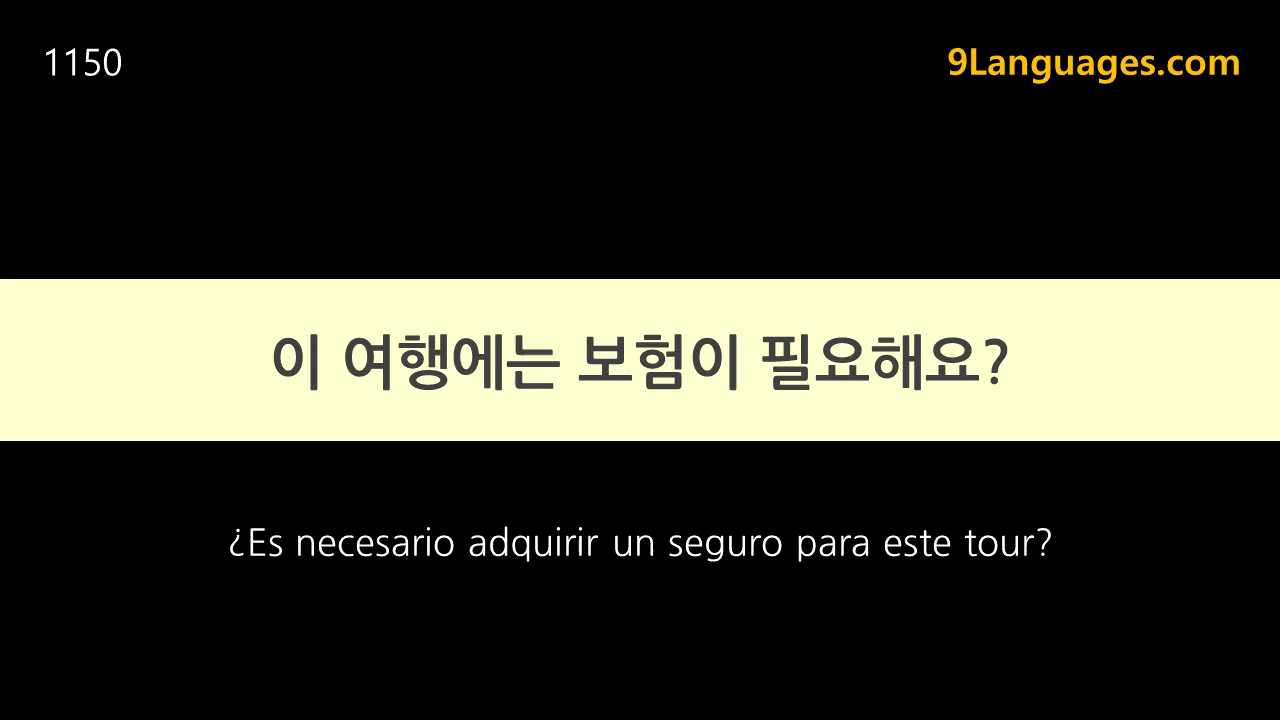 1150
9Languages.com
이 여행에는 보험이 필요해요?
¿Es necesario adquirir un seguro para este tour?